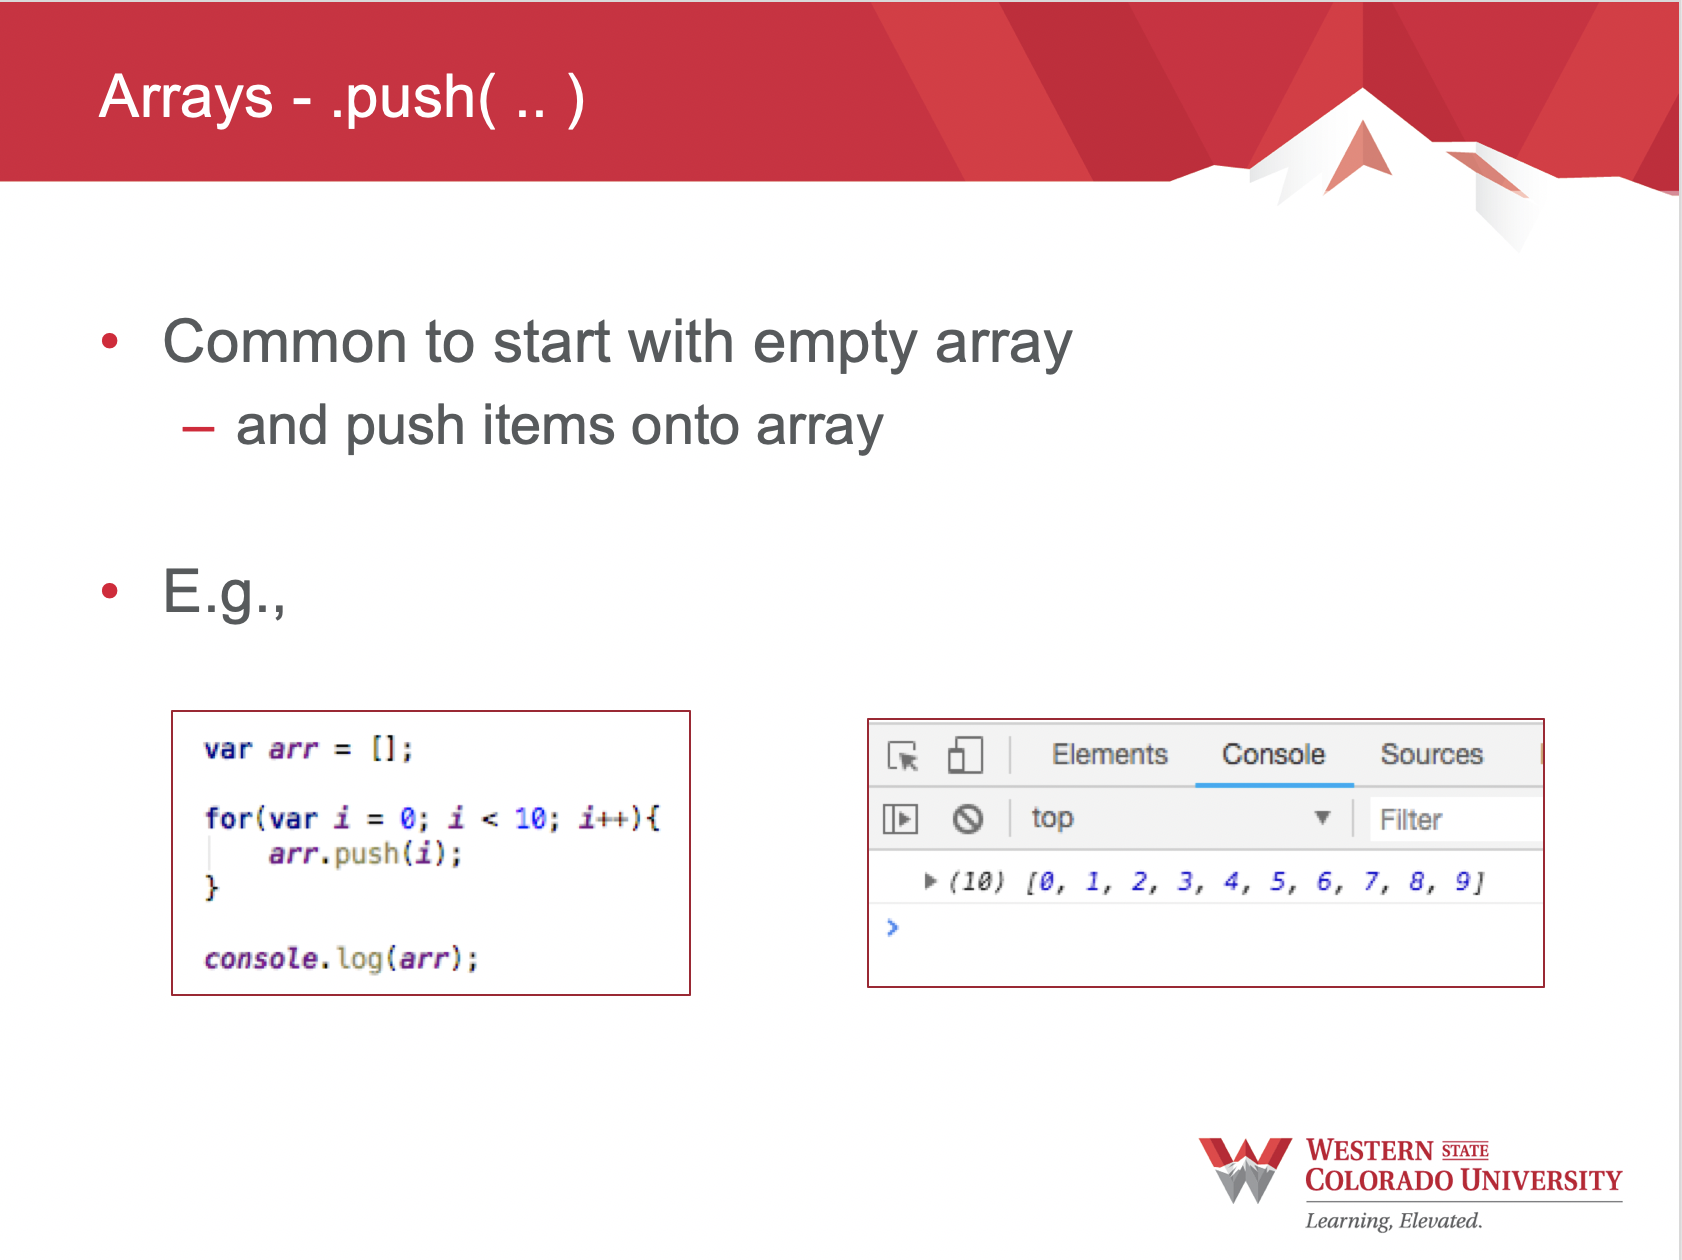 Arrays - .push( .. )
• Common to start with empty array
– and push items onto array
• E.g.,
var arr = [];
for(var i = 0; i < 10; i++){
    arr.push(i);
}
console.log(arr);
Elements Console Sources
top ▼ Filter
▶ (10) [0, 1, 2, 3, 4, 5, 6, 7, 8, 9]
>
WESTERN STATE
COLORADO UNIVERSITY
Learning, Elevated.